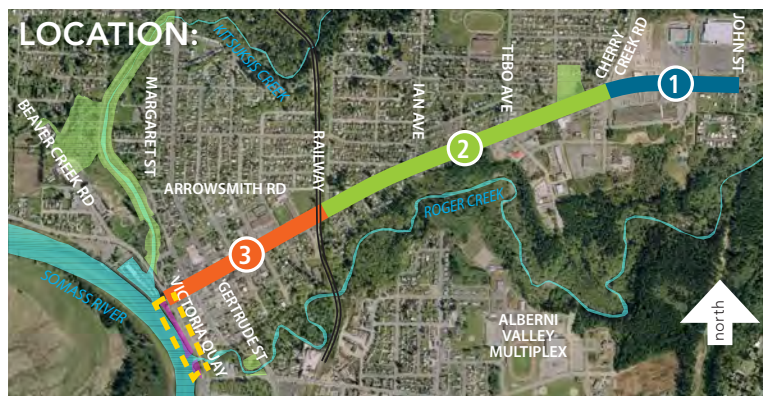 LOCATION:
KITSUKSIS CREEK
JOHN ST
CHERRY
CREEK RD
TEBO AVE
MARGARET ST
IAN AVE
1
BEAVER CREEK RD
RAILWAY
2
ARROWSMITH RD
ROGER CREEK
3
SOMASS RIVER
VICTORIA QUAY
GERTRUDE ST
ALBERNI
VALLEY
MULTIPLEX
north